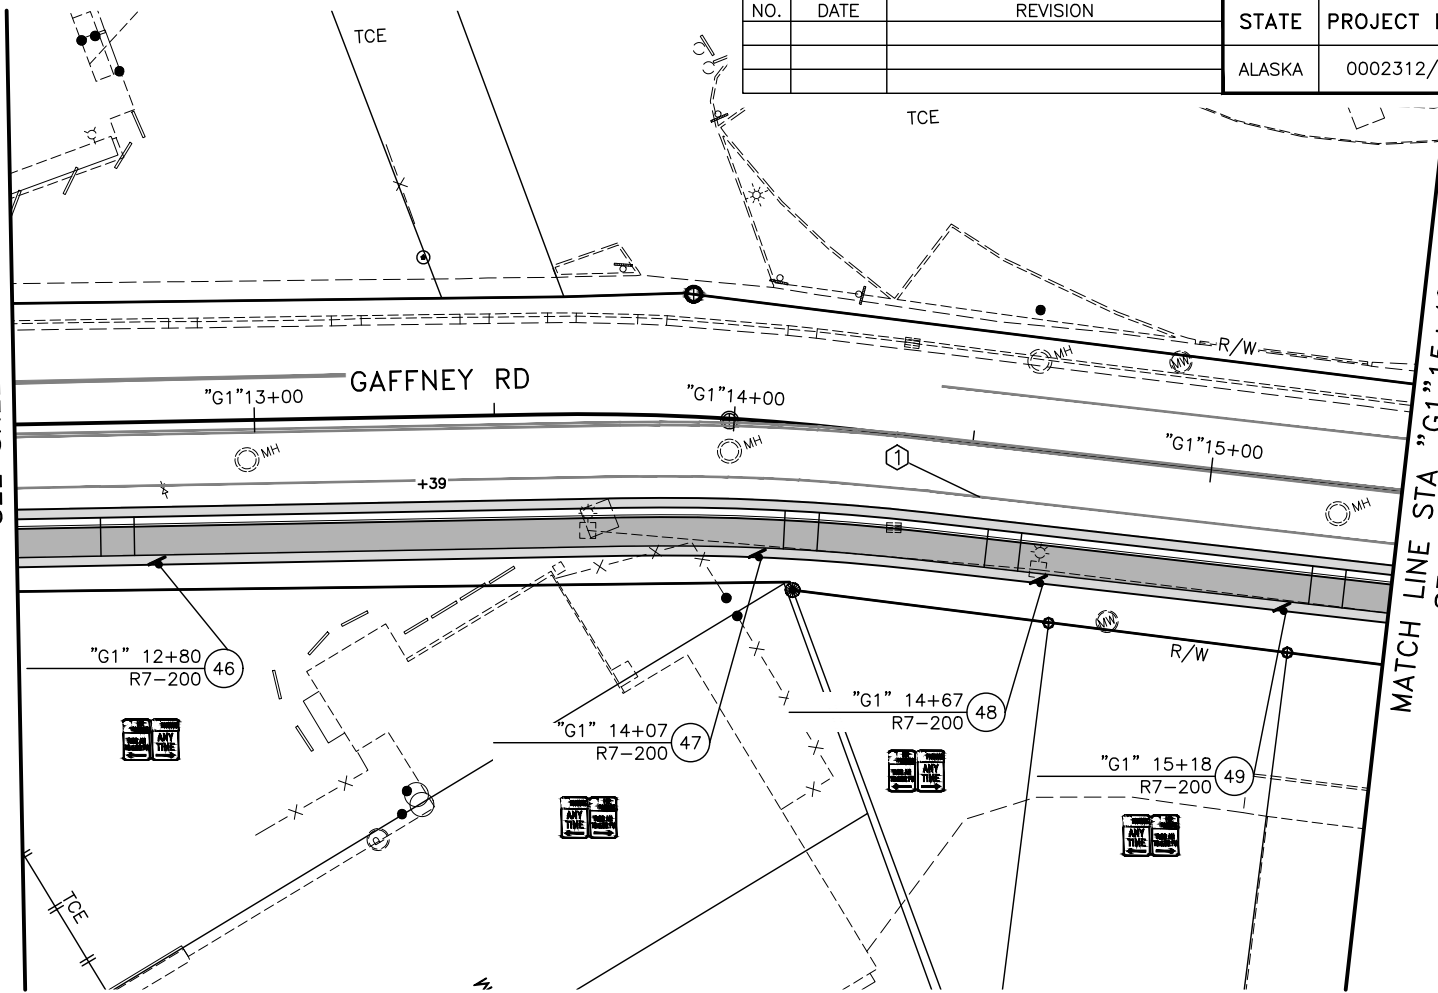 NO. DATE REVISION
STATE PROJECT
ALASKA 0002312/
TCE
TCE
R/W
MH
MW
GAFFNEY RD
"G1"13+00
"G1"14+00
"G1"15+00
MH
MH
1
+39
MH
MW
R/W
"G1" 12+80
R7-200
46
"G1" 14+07
R7-200
47
"G1" 14+67
R7-200
48
"G1" 15+18
R7-200
49
ANY
TIME
ANY
TIME
ANY
TIME
ANY
TIME
TCE
MATCH LINE STA "G1"15+